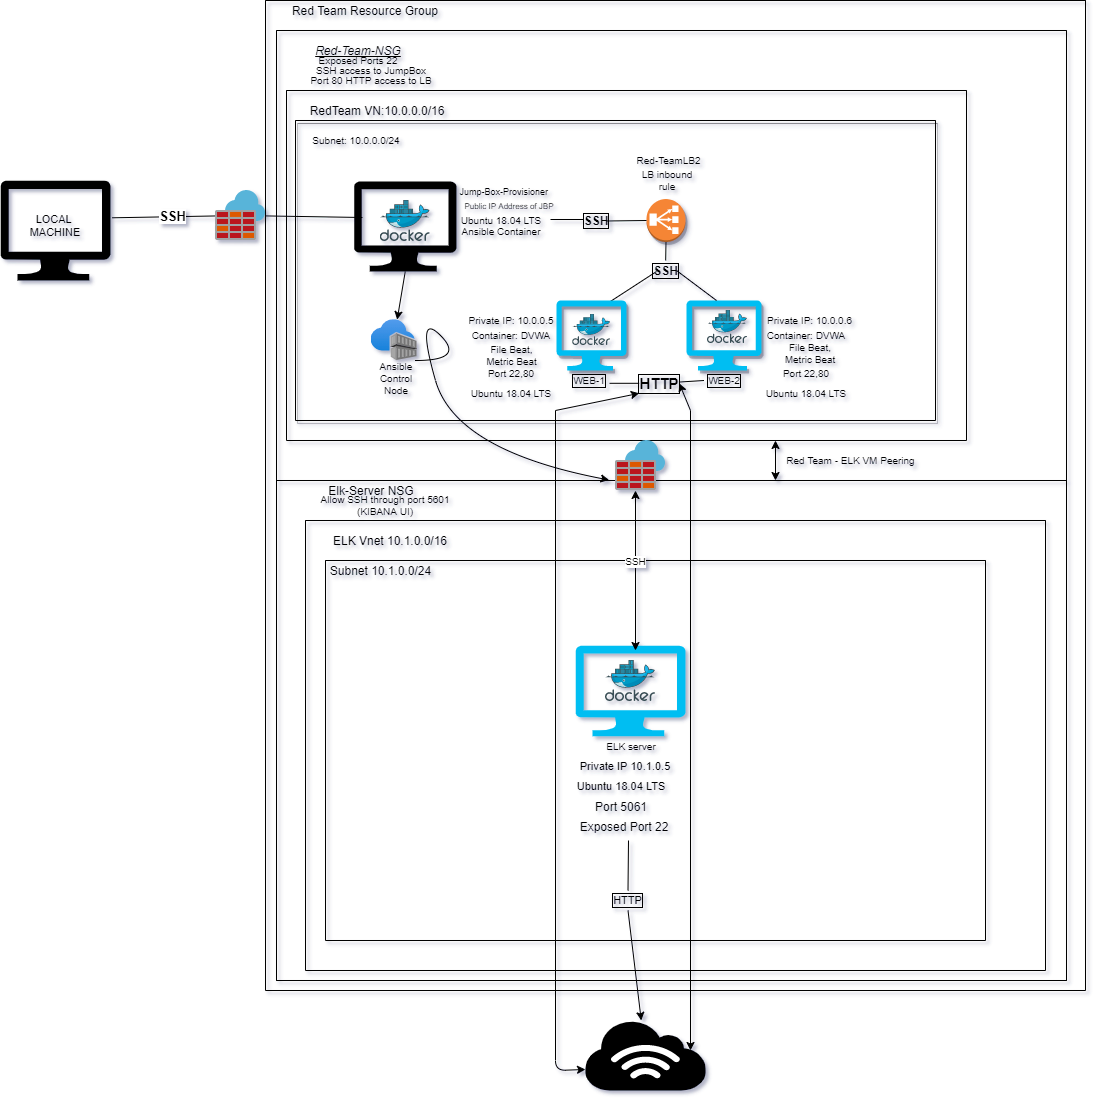 Red Team Resource Group
Red-Team-NSG
Exposed Ports 22
SSH access to JumpBox
Port 80 HTTP access to LB
RedTeam VN:10.0.0.0/16
Subnet: 10.0.0.0/24
LOCAL
MACHINE
SSH
docker
Jump-Box-Provisioner
Public IP Address of JBP
Ubuntu 18.04 LTS
Ansible Container
SSH
Red-TeamLB2
LB inbound
rule
SSH
Ansible
Control
Node
Private IP: 10.0.0.5
Container: DVWA
File Beat,
Metric Beat
Port 22,80
Ubuntu 18.04 LTS
docker
WEB-1
HTTP
docker
WEB-2
Private IP: 10.0.0.6
Container: DVWA
File Beat,
Metric Beat
Port 22,80
Ubuntu 18.04 LTS
Red Team - ELK VM Peering
Elk-Server NSG
Allow SSH through port 5601
(KIBANA UI)
ELK Vnet 10.1.0.0/16
Subnet 10.1.0.0/24
SSH
docker
ELK server
Private IP 10.1.0.5
Ubuntu 18.04 LTS
Port 5061
Exposed Port 22
HTTP